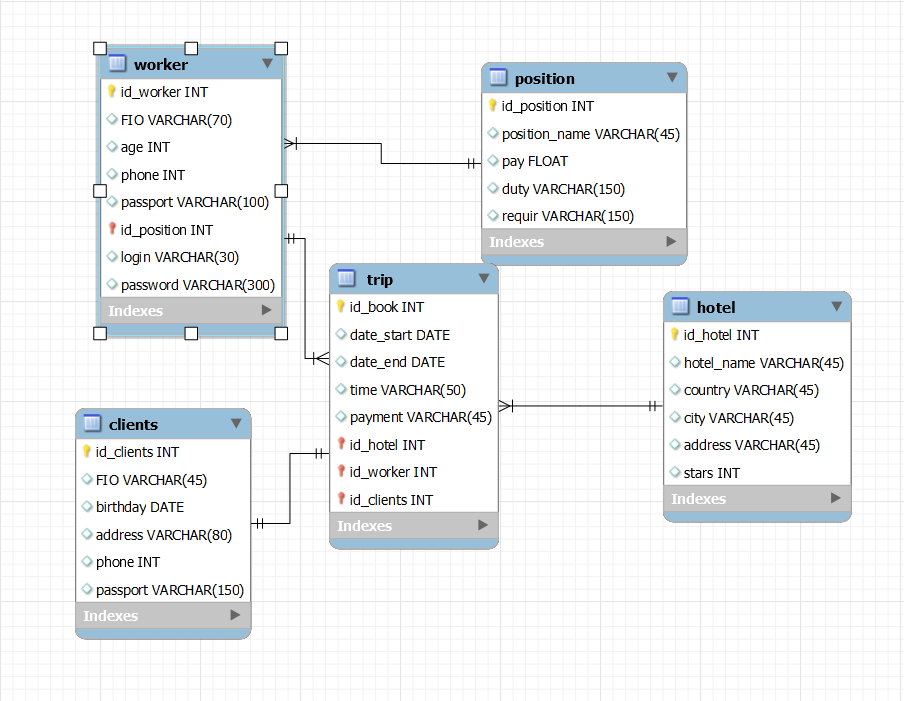 worker
id_worker INT
FIO VARCHAR(70)
age INT
phone INT
passport VARCHAR(100)
id_position INT
login VARCHAR(30)
password VARCHAR(300)
Indexes
position
id_position INT
position_name VARCHAR(45)
pay FLOAT
duty VARCHAR(150)
requir VARCHAR(150)
Indexes
trip
id_book INT
date_start DATE
date_end DATE
time VARCHAR(50)
payment VARCHAR(45)
id_hotel INT
id_worker INT
id_clients INT
Indexes
hotel
id_hotel INT
hotel_name VARCHAR(45)
country VARCHAR(45)
city VARCHAR(45)
address VARCHAR(45)
stars INT
Indexes
clients
id_clients INT
FIO VARCHAR(45)
birthday DATE
address VARCHAR(80)
phone INT
passport VARCHAR(150)
Indexes